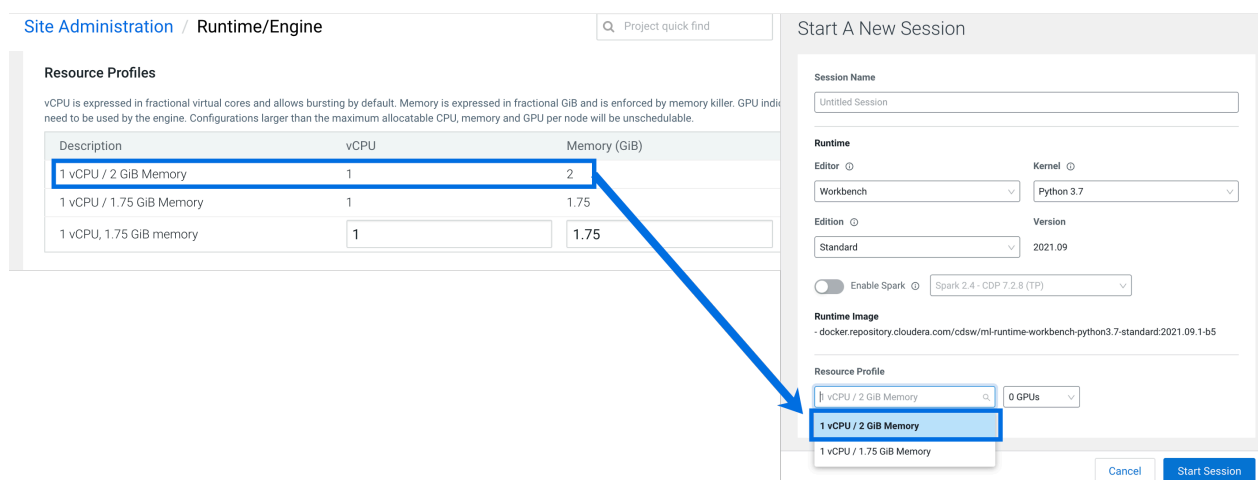 Site Administration / Runtime/Engine
Project quick find
Resource Profiles
vCPU is expressed in fractional virtual cores and allows bursting by default. Memory is expressed in fractional GiB and is enforced by memory killer. GPU indi
need to be used by the engine. Configurations larger than the maximum allocatable CPU, memory and GPU per node will be unschedulable.
Description vCPU Memory (GiB)
1 vCPU / 2 GiB Memory 1 2
1 vCPU / 1.75 GiB Memory 1 1.75
1 vCPU, 1.75 GiB memory 1 1.75
Start A New Session
Session Name
Untitled Session
Runtime
Editor Kernel
Workbench Python 3.7
Edition Version
Standard 2021.09
Enable Spark Spark 2.4 - CDP 7.2.8 (TP)
Runtime Image
- docker.repository.cloudera.com/cdsw/ml-runtime-workbench-python3.7-standard:2021.09.1-b5
Resource Profile
1 vCPU / 2 GiB Memory 0 GPUs
1 vCPU / 2 GiB Memory
1 vCPU / 1.75 GiB Memory
Cancel Start Session